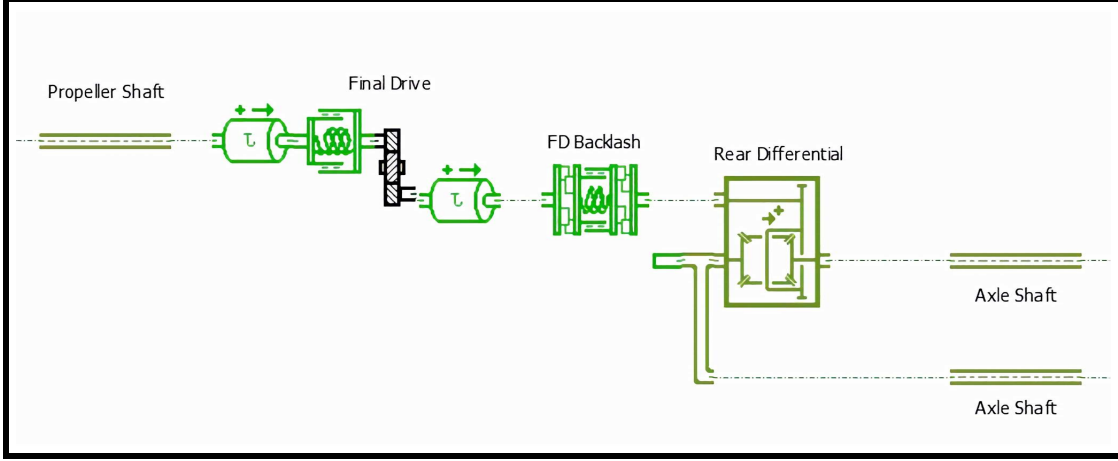 Propeller Shaft
Final Drive
FD Backlash
Rear Differential
Axle Shaft
Axle Shaft